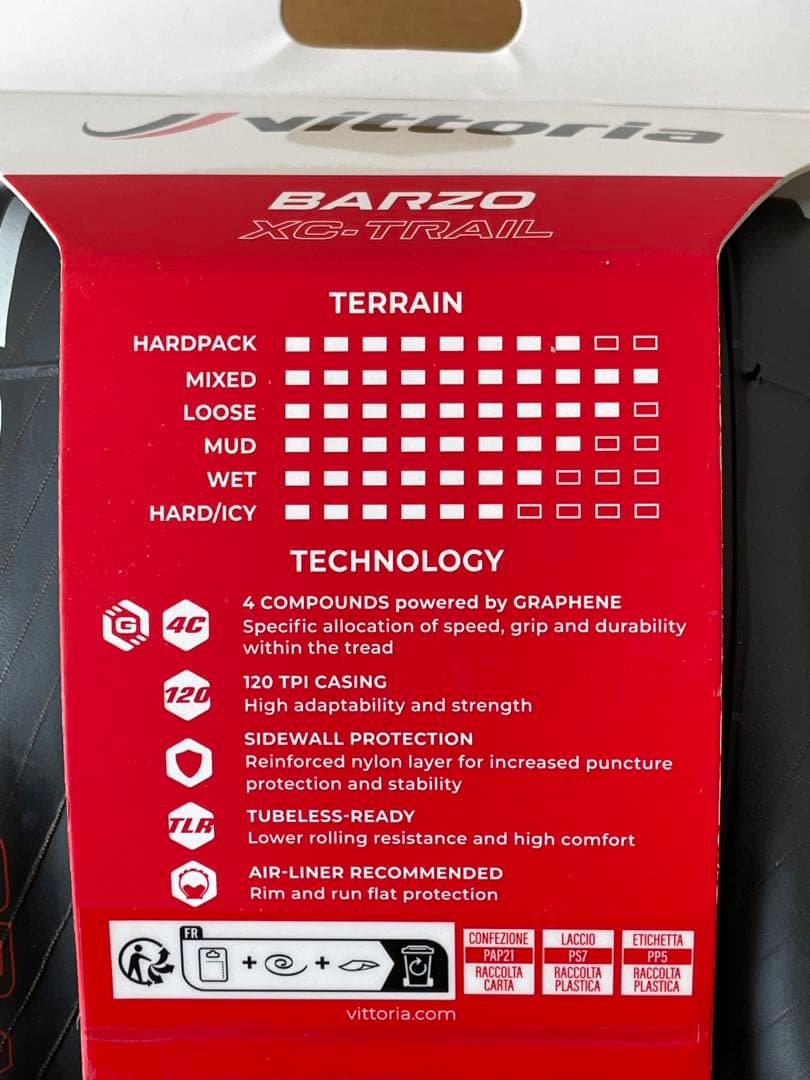 vittoria
BARZO
XC-TRAIL
TERRAIN
HARDPACK
MIXED
LOOSE
MUD
WET
HARD/ICY
TECHNOLOGY
G 4C
4 COMPOUNDS powered by GRAPHENE
Specific allocation of speed, grip and durability
within the tread
120
120 TPI CASING
High adaptability and strength
SIDEWALL PROTECTION
Reinforced nylon layer for increased puncture
protection and stability
TLR
TUBELESS-READY
Lower rolling resistance and high comfort
AIR-LINER RECOMMENDED
Rim and run flat protection
FR
+ +
CONFEZIONE
PAP21
RACCOLTA
CARTA
LACCIO
PS7
RACCOLTA
PLASTICA
ETICHETTA
PP5
RACCOLTA
PLASTICA
vittoria.com